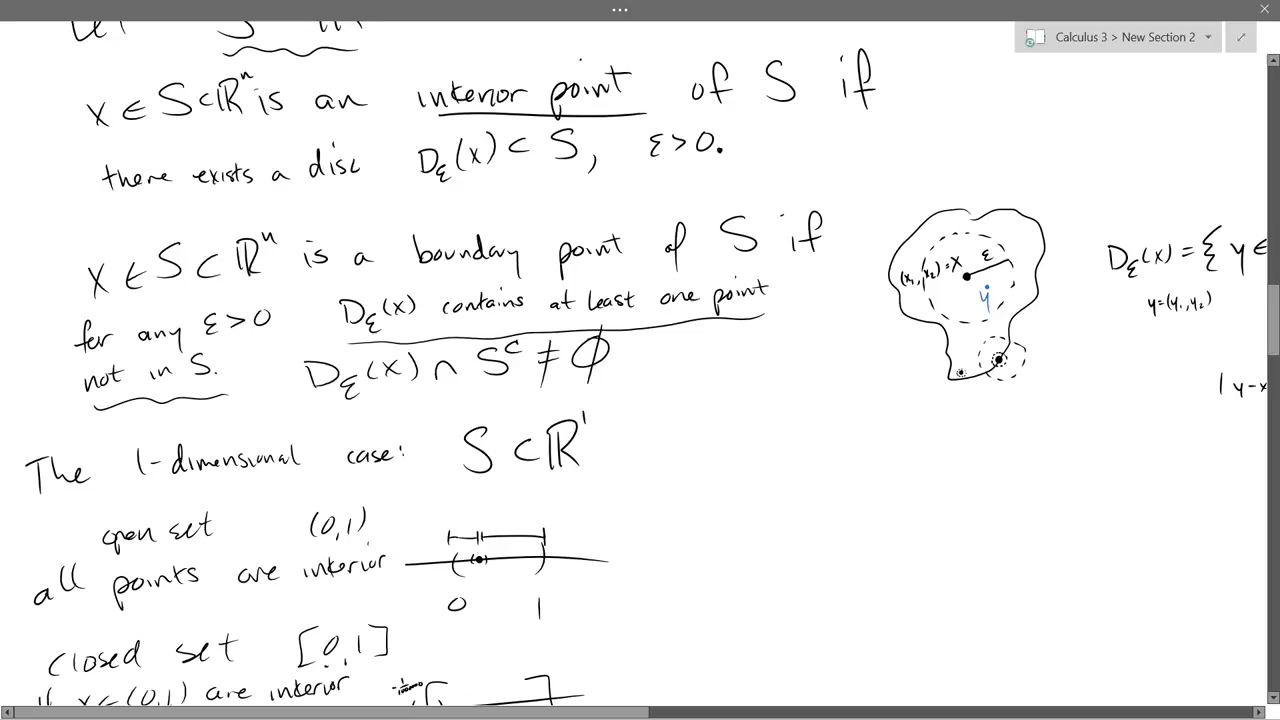 Calculus 3 > New Section 2
Let S in
x ∈ S⊂ℝⁿ is an interior point of S if
there exists a disc D_ε(x) ⊂ S, ε>0.
x ∈ S ⊂ ℝⁿ is a boundary point of S if
for any ε>0 D_ε(x) contains at least one point
not in S. D_ε(x) ∩ Sᶜ ≠ ∅
(x₁, x₂) = x ε
y
D_ε(x) = { y ∈
y=(y₁, y₂)
| y-x
The 1-dimensional case: S ⊂ ℝ¹
open set (0,1)
all points are interior
0 1
closed set [0,1]
x∈(0,1) are interior